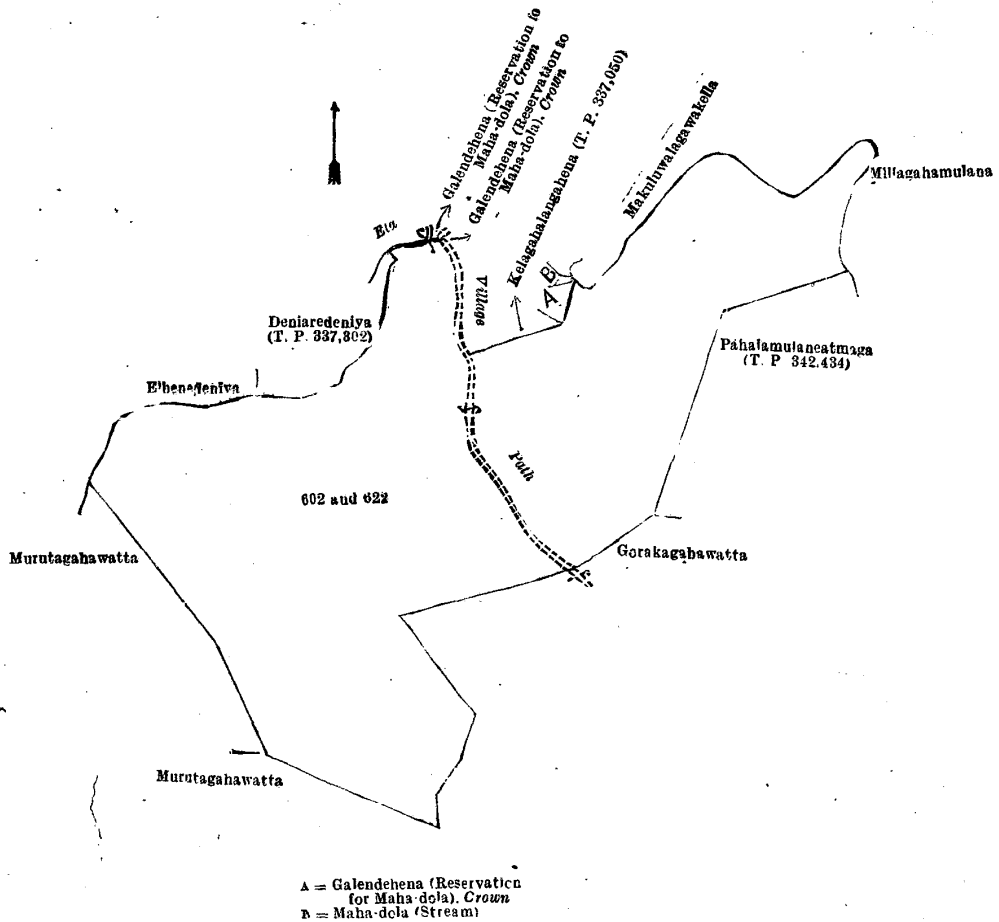 Galendehena (Reservation to
Maha-dola). Crown
Galendehena (Reservation to
Maha-dola). Crown
Kelagahalangahena (T. P. 337,050)
Makuluwalagawakella
Millagahamulana
Ela
Village
B
A
Deniaredeniya
(T. P. 337,802)
Pahalamulaneatmaga
(T. P 342.434)
Path
602 and 622
Murutagahawatta
Gorakagahawatta
Murutagahawatta
A = Galendehena (Reservation
for Maha-dola). Crown
B = Maha-dola (Stream)